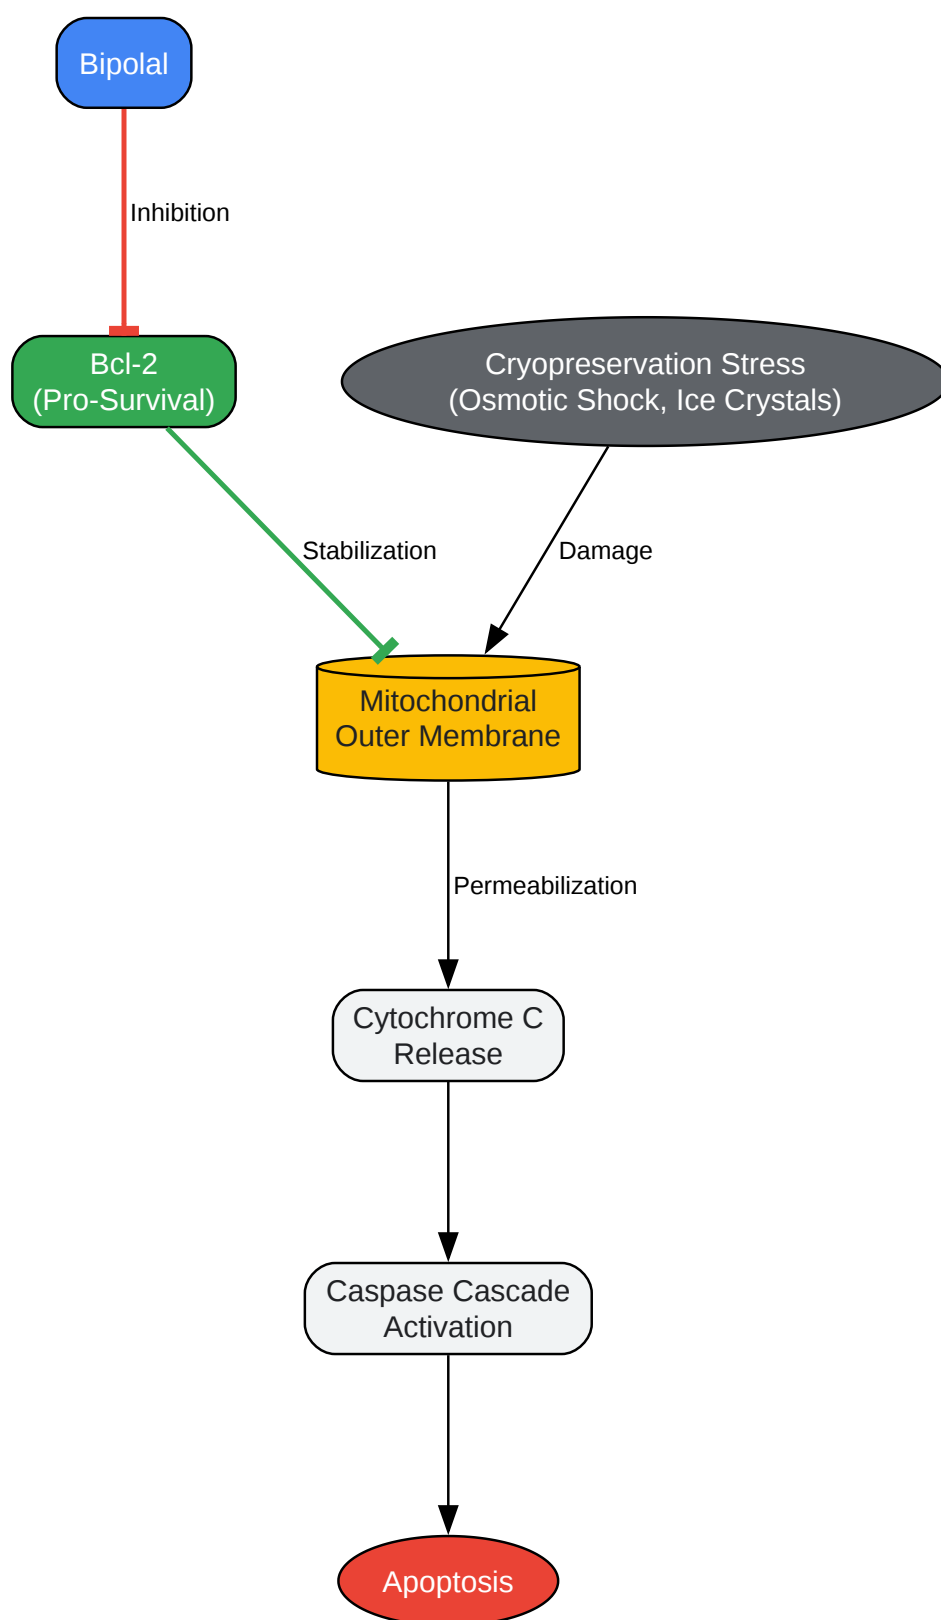 Bipolal
Inhibition
Bcl-2
(Pro-Survival)
Cryopreservation Stress
(Osmotic Shock, Ice Crystals)
Stabilization
Damage
Mitochondrial
Outer Membrane
Permeabilization
Cytochrome C
Release
Caspase Cascade
Activation
Apoptosis